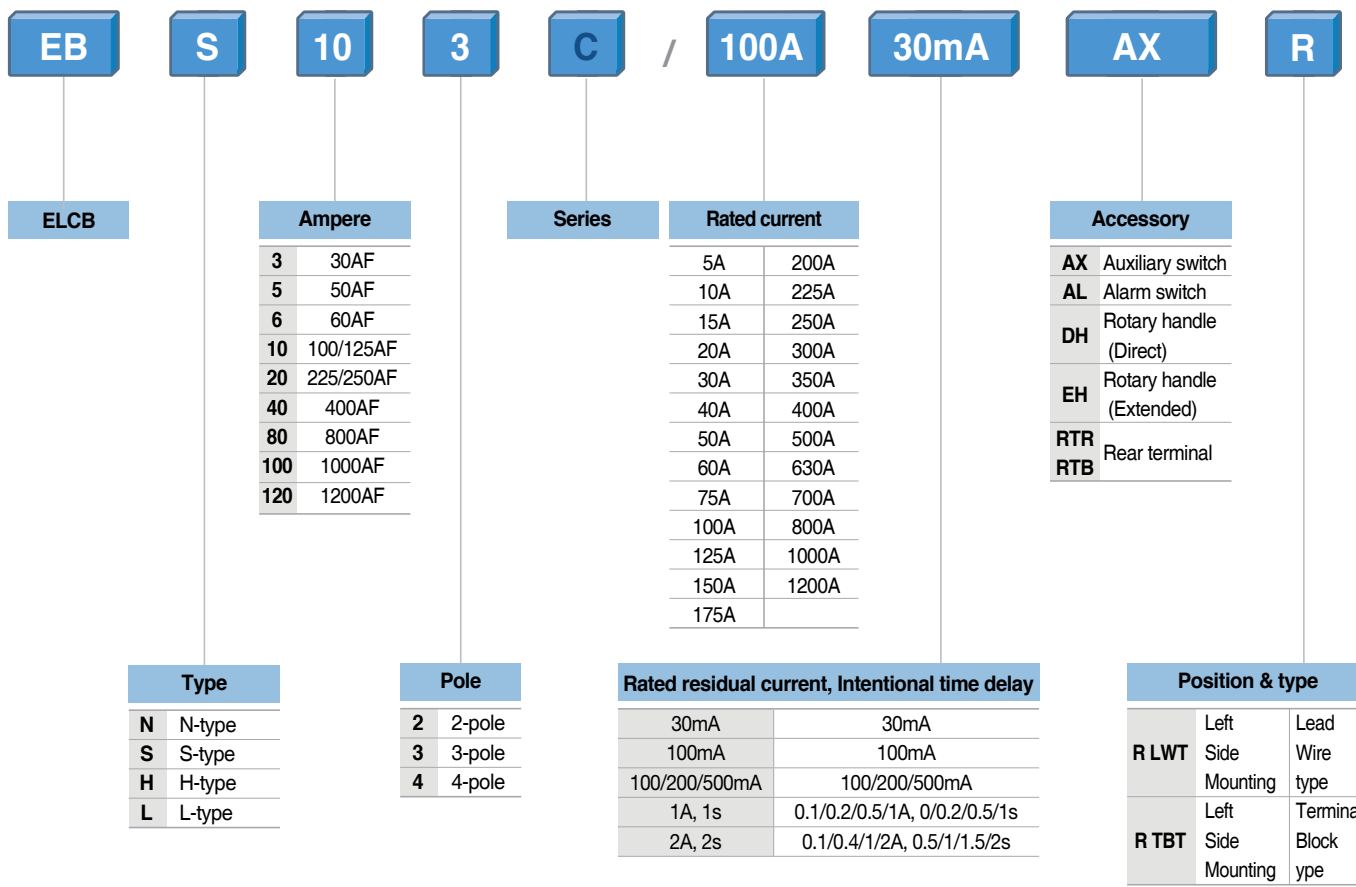 EB S 10 3 C / 100A 30mA AX R
ELCB
Ampere
3 30AF
5 50AF
6 60AF
10 100/125AF
20 225/250AF
40 400AF
80 800AF
100 1000AF
120 1200AF
Series
Rated current
5A 200A
10A 225A
15A 250A
20A 300A
30A 350A
40A 400A
50A 500A
60A 630A
75A 700A
100A 800A
125A 1000A
150A 1200A
175A
Accessory
AX Auxiliary switch
AL Alarm switch
DH Rotary handle
(Direct)
EH Rotary handle
(Extended)
RTR
RTB Rear terminal
Type
N N-type
S S-type
H H-type
L L-type
Pole
2 2-pole
3 3-pole
4 4-pole
Rated residual current, Intentional time delay
30mA 30mA
100mA 100mA
100/200/500mA 100/200/500mA
1A, 1s 0.1/0.2/0.5/1A, 0/0.2/0.5/1s
2A, 2s 0.1/0.4/1/2A, 0.5/1/1.5/2s
Position & type
Left Lead
R LWT Side Wire
Mounting type
Left Termina
R TBT Side Block
Mounting ype